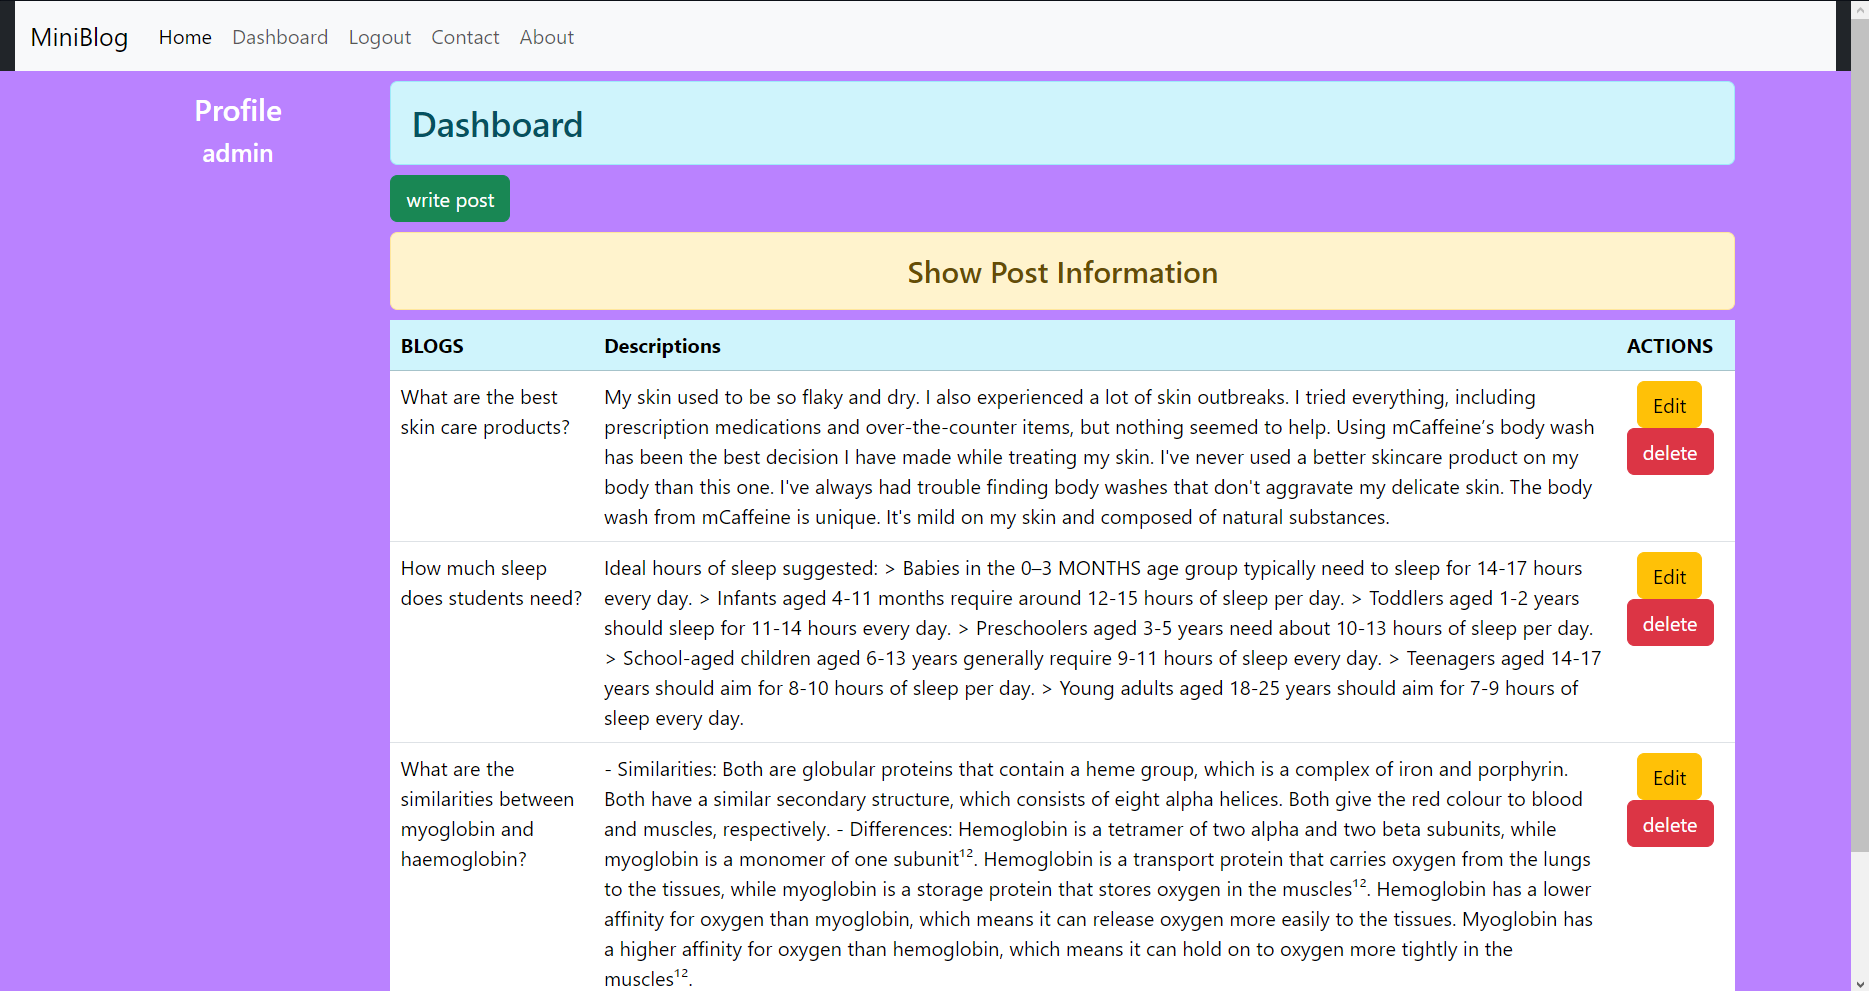 MiniBlog Home Dashboard Logout Contact About
Profile
admin
Dashboard
write post
Show Post Information
BLOGS Descriptions ACTIONS
What are the best
skin care products?
My skin used to be so flaky and dry. I also experienced a lot of skin outbreaks. I tried everything, including
prescription medications and over-the-counter items, but nothing seemed to help. Using mCaffeine’s body wash
has been the best decision I have made while treating my skin. I've never used a better skincare product on my
body than this one. I've always had trouble finding body washes that don't aggravate my delicate skin. The body
wash from mCaffeine is unique. It's mild on my skin and composed of natural substances.
Edit
delete
How much sleep
does students need?
Ideal hours of sleep suggested: > Babies in the 0–3 MONTHS age group typically need to sleep for 14-17 hours
every day. > Infants aged 4-11 months require around 12-15 hours of sleep per day. > Toddlers aged 1-2 years
should sleep for 11-14 hours every day. > Preschoolers aged 3-5 years need about 10-13 hours of sleep per day.
> School-aged children aged 6-13 years generally require 9-11 hours of sleep every day. > Teenagers aged 14-17
years should aim for 8-10 hours of sleep per day. > Young adults aged 18-25 years should aim for 7-9 hours of
sleep every day.
Edit
delete
What are the
similarities between
myoglobin and
haemoglobin?
- Similarities: Both are globular proteins that contain a heme group, which is a complex of iron and porphyrin.
Both have a similar secondary structure, which consists of eight alpha helices. Both give the red colour to blood
and muscles, respectively. - Differences: Hemoglobin is a tetramer of two alpha and two beta subunits, while
myoglobin is a monomer of one subunit¹². Hemoglobin is a transport protein that carries oxygen from the lungs
to the tissues, while myoglobin is a storage protein that stores oxygen in the muscles¹². Hemoglobin has a lower
affinity for oxygen than myoglobin, which means it can release oxygen more easily to the tissues. Myoglobin has
a higher affinity for oxygen than hemoglobin, which means it can hold on to oxygen more tightly in the
muscles¹².
Edit
delete